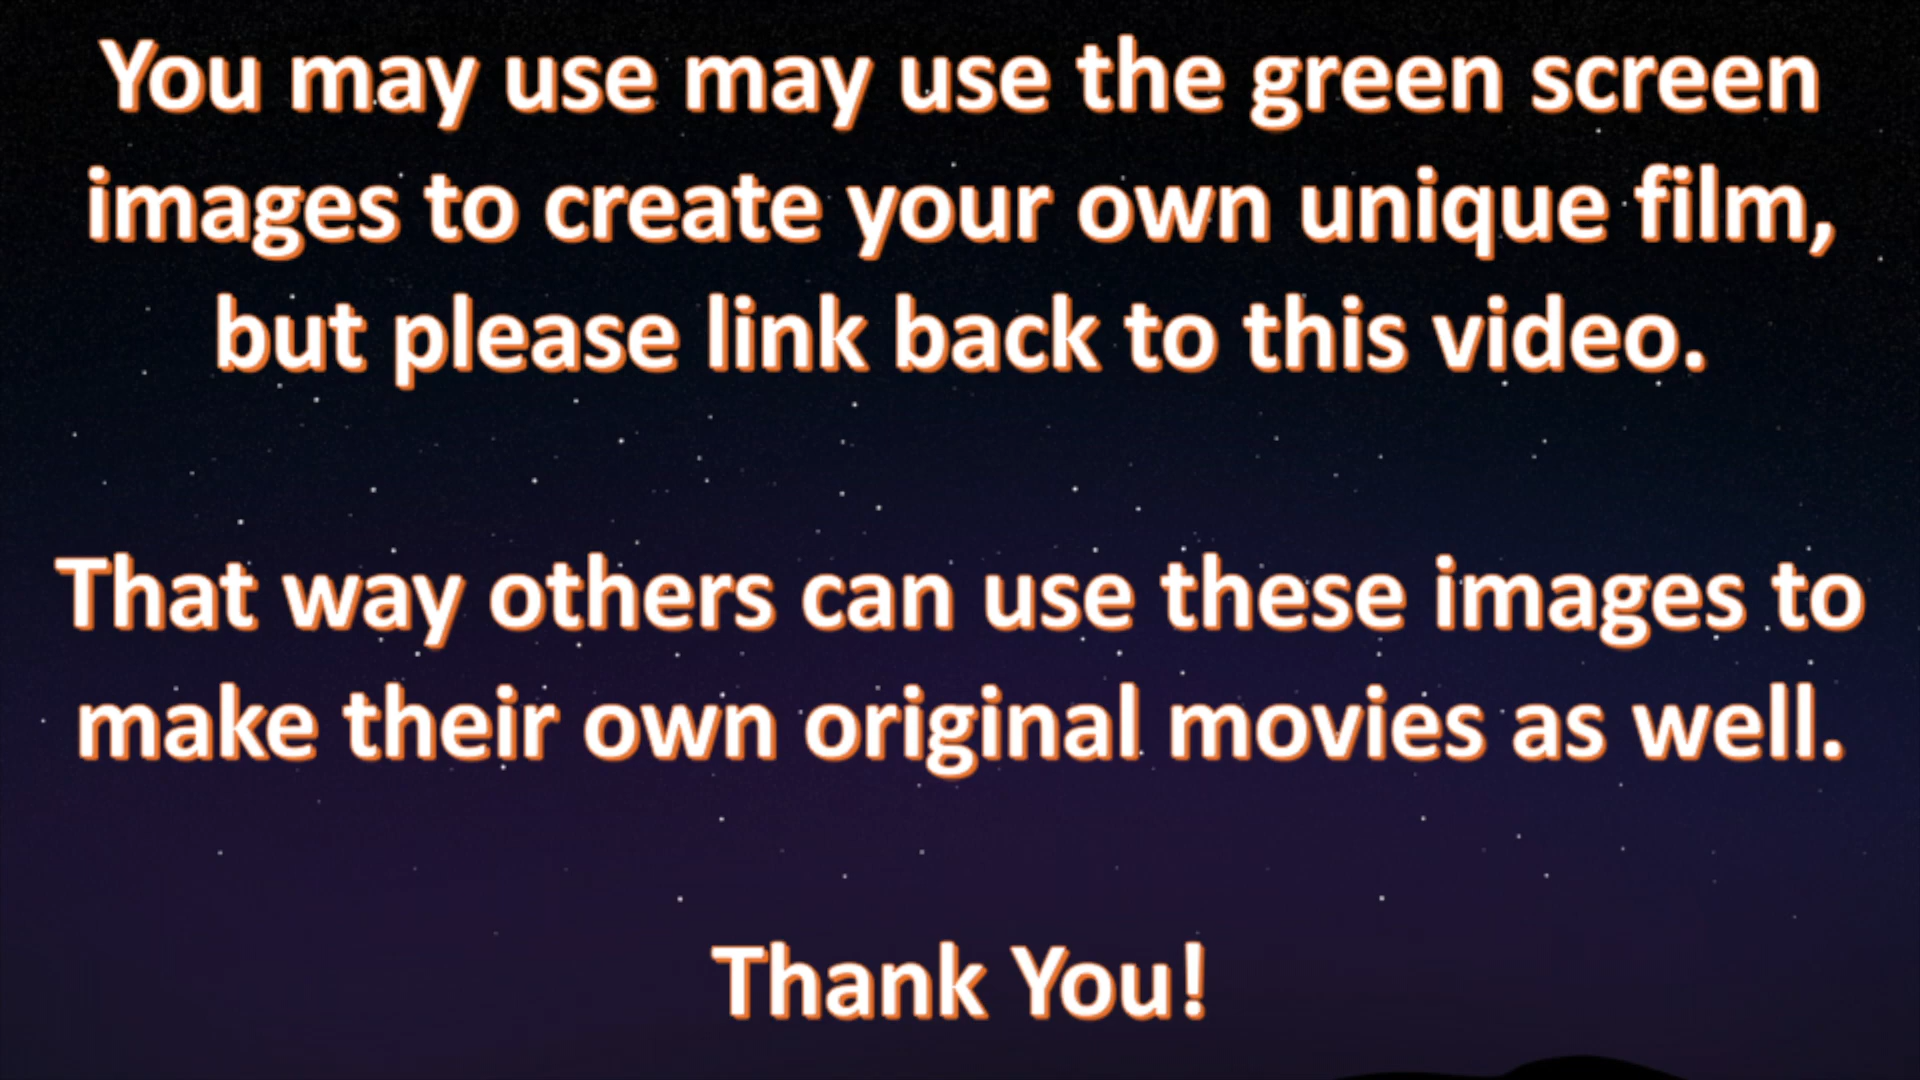 You may use may use the green screen
images to create your own unique film,
but please link back to this video.
That way others can use these images to
make their own original movies as well.
Thank You!